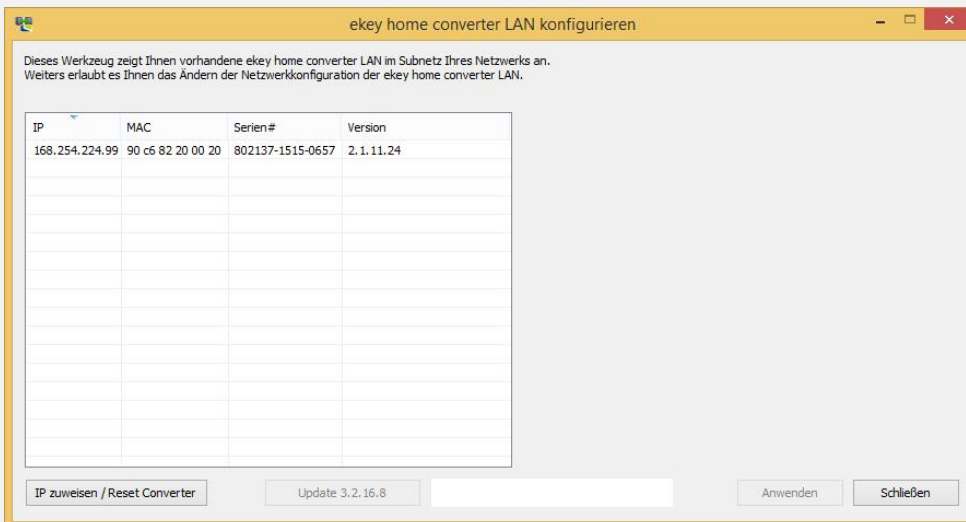 ekey home converter LAN konfigurieren
Dieses Werkzeug zeigt Ihnen vorhandene ekey home converter LAN im Subnetz Ihres Netzwerks an.
Weiters erlaubt es Ihnen das Ändern der Netzwerkkonfiguration der ekey home converter LAN.
IP MAC Serien# Version
168.254.224.99 90 c6 82 20 00 20 802137-1515-0657 2.1.11.24
IP zuweisen / Reset Converter Update 3.2.16.8 Anwenden Schließen